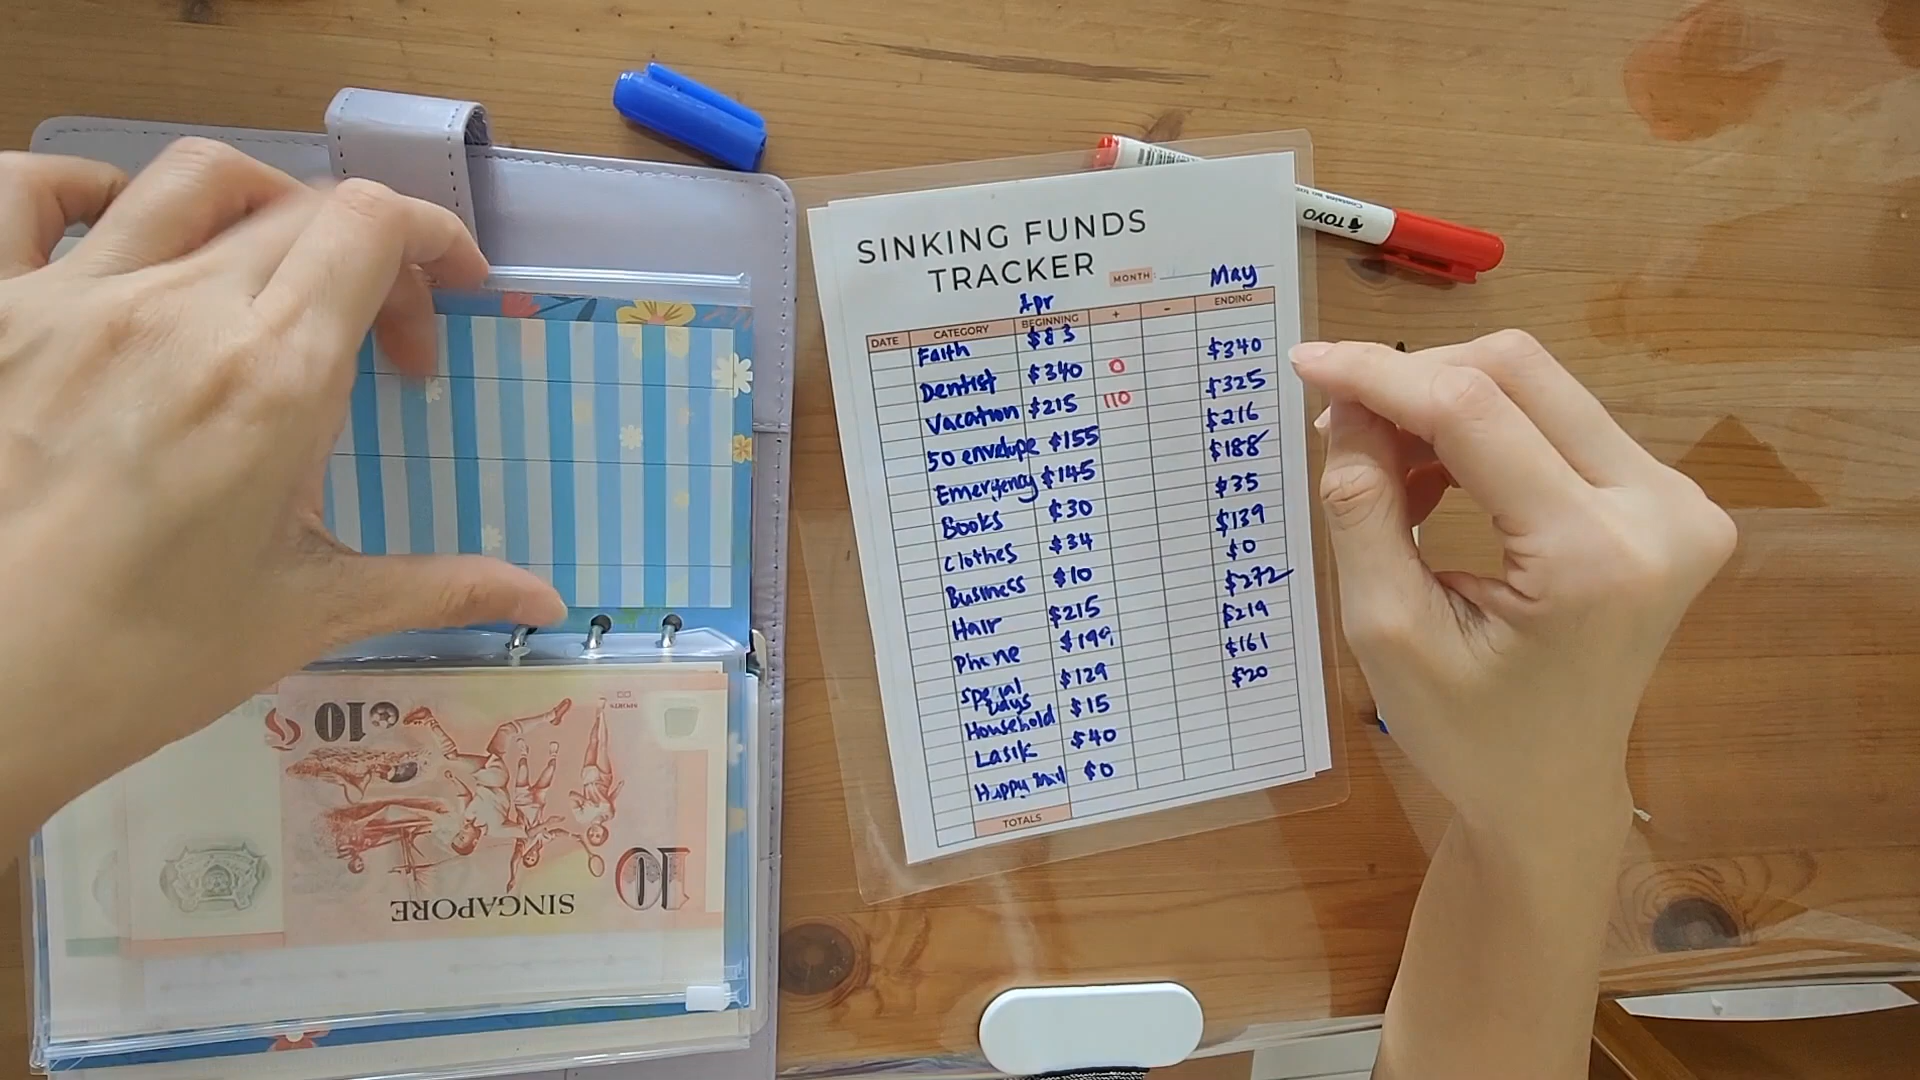 SINKING FUNDS
TRACKER
MONTH:
Apr May
DATE CATEGORY BEGINNING + - ENDING
Faith $83
Dentist $340 0 $340
Vacation $215 110 $325
50 envelope $155 $216
Emergency $145 $188
Books $30 $35
Clothes $34 $139
Business $10 $0
Hair $215 $272
Phone $199 $219
Special days $129 $161
Household $15 $20
Lasik $40
Happy Mail $0
TOTALS
TOYO
10
10
SINGAPORE